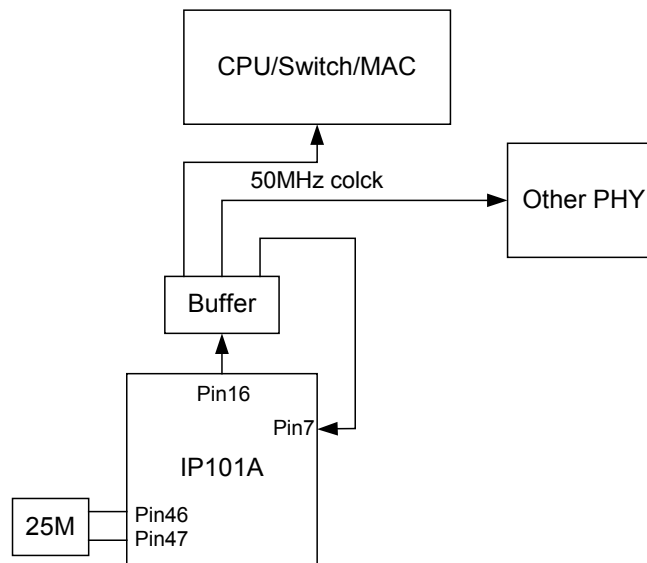 CPU/Switch/MAC
50MHz colck
Other PHY
Buffer
Pin16
Pin7
IP101A
25M
Pin46
Pin47